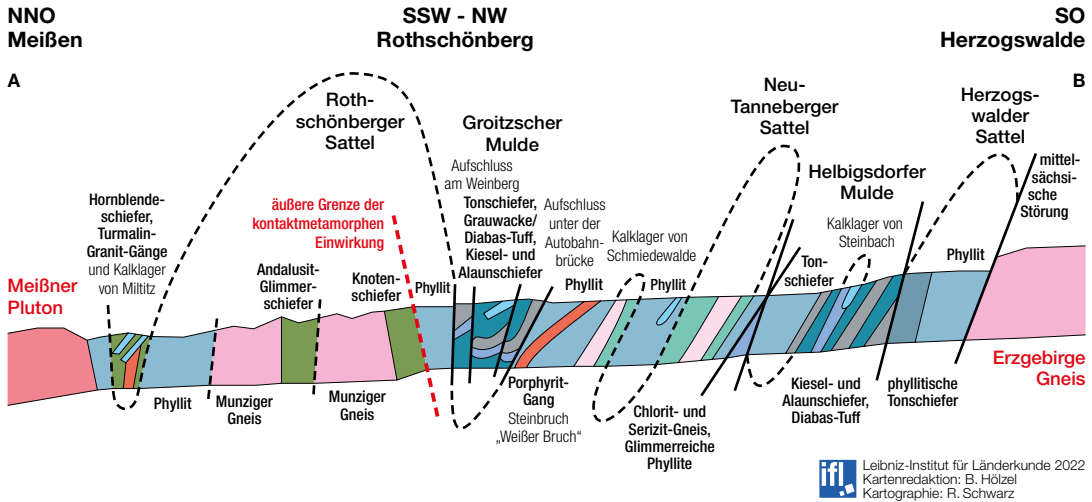 NNO
Meißen
SSW - NW
Rothschönberg
SO
Herzogswalde
A
B
Roth-
schönberger
Sattel
Groitzscher
Mulde
Neu-
Tanneberger
Sattel
Herzogs-
walder
Sattel
Helbigsdorfer
Mulde
mittel-
sächsi-
sche
Störung
Hornblende-
schiefer,
Turmalin-
Granit-Gänge
und Kalklager
von Miltitz
äußere Grenze der
kontaktmetamorphen
Einwirkung
Aufschluss
am Weinberg
Tonschiefer,
Grauwacke/
Diabas-Tuff,
Kiesel- und
Alaunschiefer
Aufschluss
unter der
Autobahn-
brücke
Kalklager von
Schmiedewalde
Kalklager von
Steinbach
Meißner
Pluton
Andalusit-
Glimmer-
schiefer
Knoten-
schiefer
Phyllit
Phyllit
Phyllit
Ton-
schiefer
Phyllit
Phyllit
Munziger
Gneis
Munziger
Gneis
Porphyrit-
Gang
Steinbruch
„Weißer Bruch“
Chlorit- und
Serizit-Gneis,
Glimmerreiche
Phyllite
Kiesel- und
Alaunschiefer,
Diabas-Tuff
phyllitische
Tonschiefer
Erzgebirge
Gneis
ifl
Leibniz-Institut für Länderkunde 2022
Kartenredaktion: B. Hölzel
Kartographie: R. Schwarz